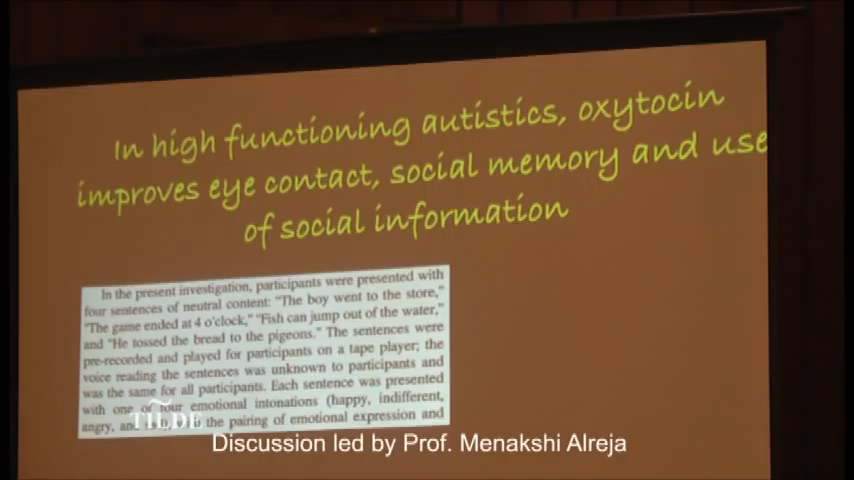 In high functioning autistics, oxytocin
improves eye contact, social memory and use
of social information
In the present investigation, participants were presented with
four sentences of neutral content: "The boy went to the store,"
"The game ended at 4 o'clock," "Fish can jump out of the water,"
and "He tossed the bread to the pigeons." The sentences were
pre-recorded and played for participants on a tape player; the
voice reading the sentences was unknown to participants and
was the same for all participants. Each sentence was presented
with one of four emotional intonations (happy, indifferent,
angry, the pairing of emotional expression and
TILDE
Discussion led by Prof. Menakshi Alreja